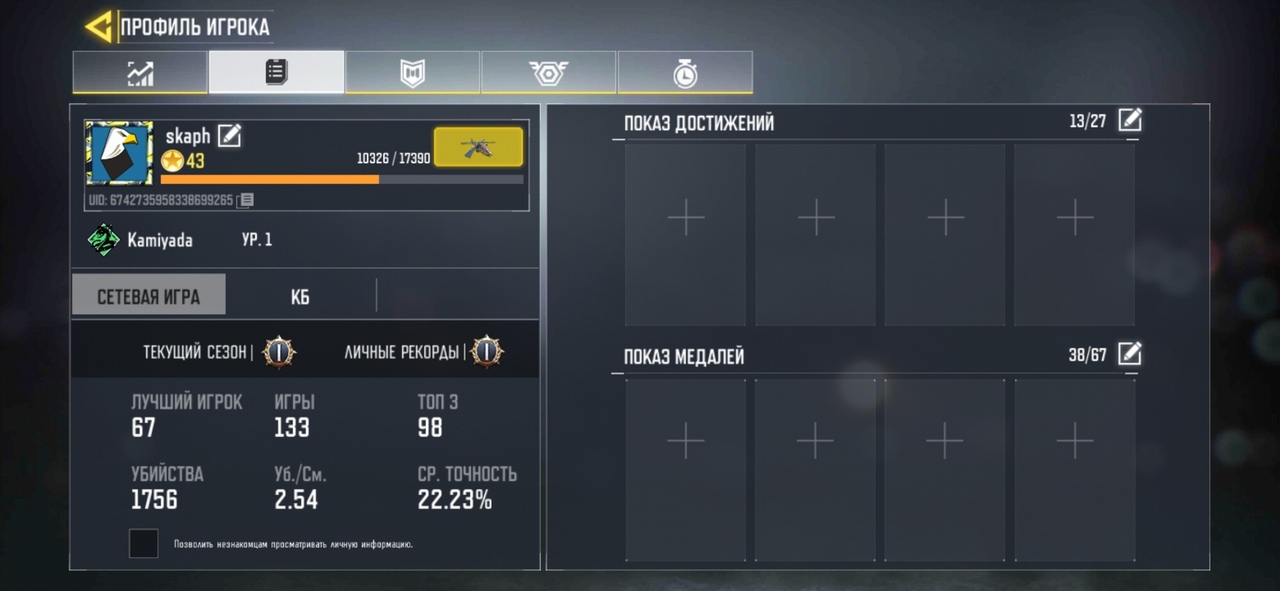 ПРОФИЛЬ ИГРОКА
skaph
43
10326 / 17390
UID: 6742735958338699265
Kamiyada УР. 1
СЕТЕВАЯ ИГРА КБ
ТЕКУЩИЙ СЕЗОН | ЛИЧНЫЕ РЕКОРДЫ |
ЛУЧШИЙ ИГРОК ИГРЫ ТОП 3
67 133 98
УБИЙСТВА Уб./См. СР. ТОЧНОСТЬ
1756 2.54 22.23%
Позволить незнакомцам просматривать личную информацию.
ПОКАЗ ДОСТИЖЕНИЙ 13/27
ПОКАЗ МЕДАЛЕЙ 38/67